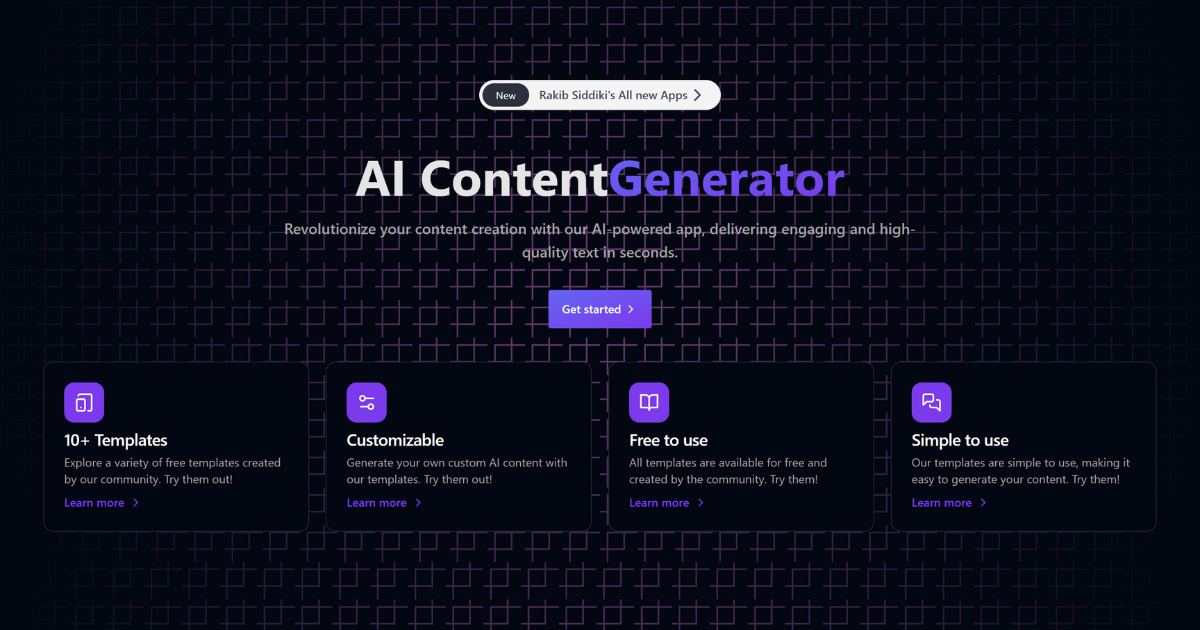 New Rakib Siddiki's All new Apps
AI ContentGenerator
Revolutionize your content creation with our AI-powered app, delivering engaging and high-
quality text in seconds.
Get started
10+ Templates
Explore a variety of free templates created
by our community. Try them out!
Learn more
Customizable
Generate your own custom AI content with
our templates. Try them out!
Learn more
Free to use
All templates are available for free and
created by the community. Try them!
Learn more
Simple to use
Our templates are simple to use, making it
easy to generate your content. Try them!
Learn more